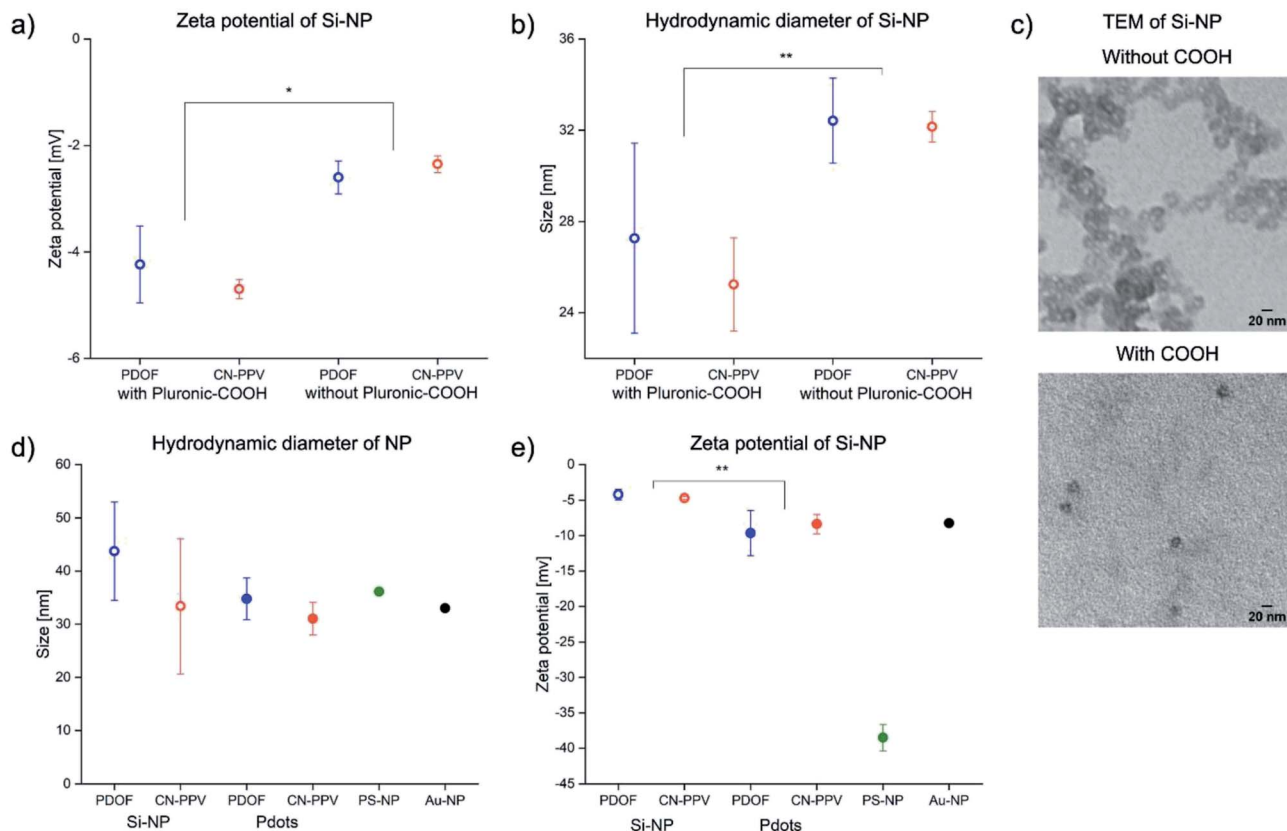 a)
Zeta potential of Si-NP
0
-2
-4
-6
Zeta potential [mV]
*
PDOF
CN-PPV
PDOF
CN-PPV
with Pluronic-COOH
without Pluronic-COOH
b)
Hydrodynamic diameter of Si-NP
36
32
28
24
Size [nm]
**
PDOF
CN-PPV
PDOF
CN-PPV
with Pluronic-COOH
without Pluronic-COOH
c)
TEM of Si-NP
Without COOH
20 nm
With COOH
20 nm
d)
Hydrodynamic diameter of NP
60
50
40
30
20
10
0
Size [nm]
PDOF
CN-PPV
PDOF
CN-PPV
PS-NP
Au-NP
Si-NP
Pdots
e)
Zeta potential of Si-NP
0
-5
-10
-15
-20
-25
-30
-35
-40
-45
Zeta potential [mv]
**
PDOF
CN-PPV
PDOF
CN-PPV
PS-NP
Au-NP
Si-NP
Pdots